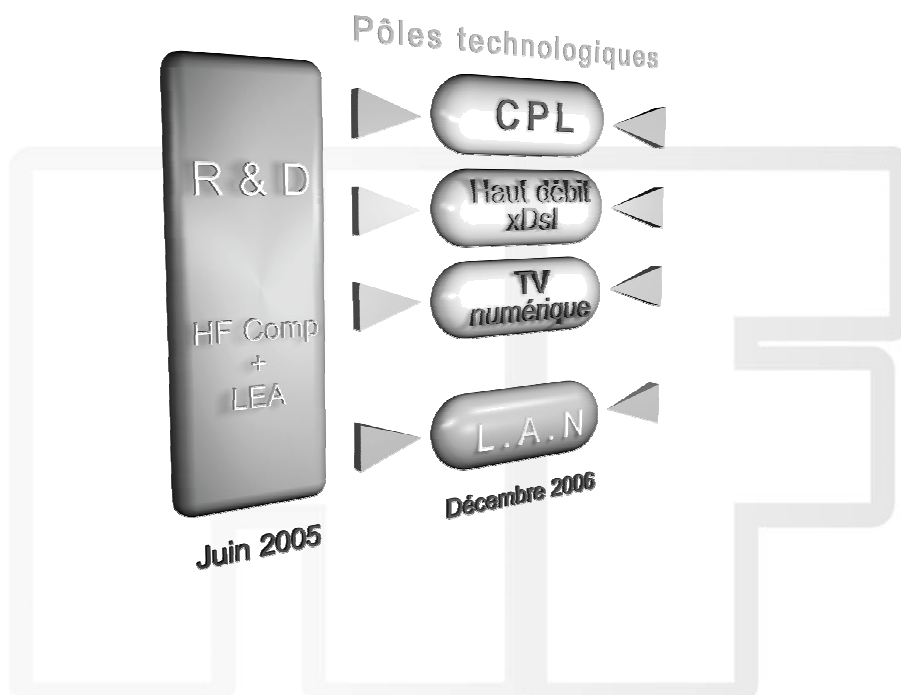 Pôles technologiques
R & D
HF Comp
+
LEA
Juin 2005
CPL
Haut débit
xDsl
TV
numérique
L.A.N
Décembre 2006